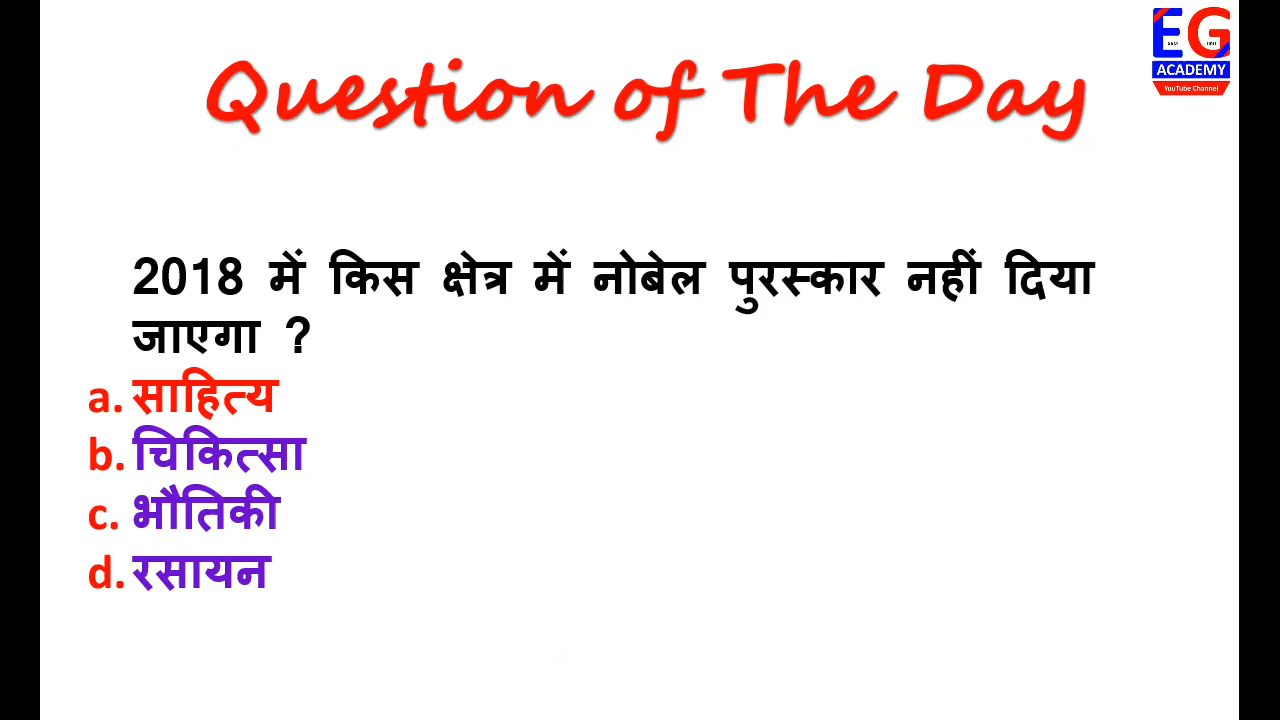 EG
ACADEMY
YouTube Channel
Question of The Day
2018 में किस क्षेत्र में नोबेल पुरस्कार नहीं दिया
जाएगा ?
a. साहित्य
b. चिकित्सा
c. भौतिकी
d. रसायन